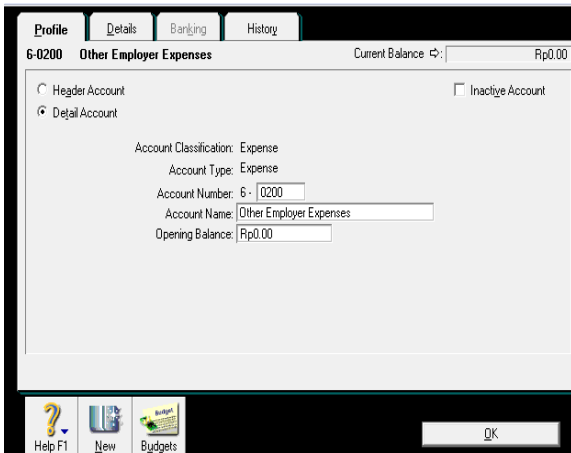 Profile Details Banking History
6-0200 Other Employer Expenses Current Balance ⇨: Rp0.00
Header Account Inactive Account
Detail Account
Account Classification: Expense
Account Type: Expense
Account Number: 6 - 0200
Account Name: Other Employer Expenses
Opening Balance: Rp0.00
Budget
Help F1 New Budgets OK